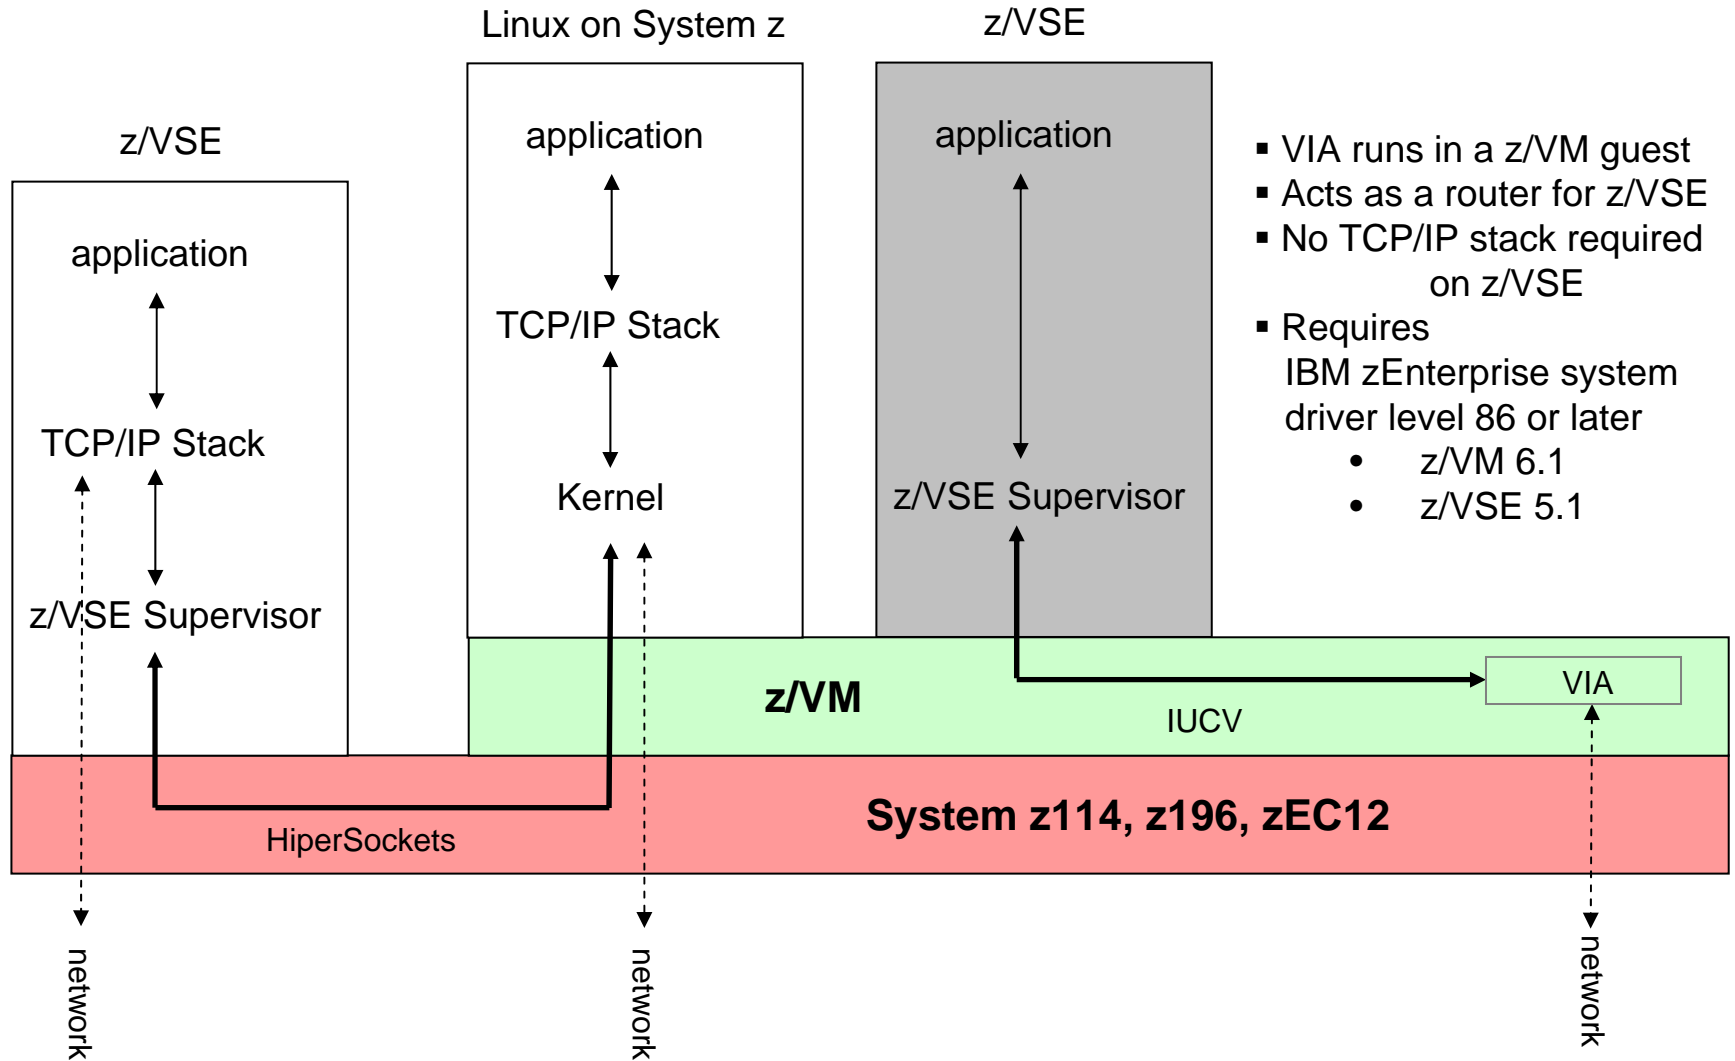 Linux on System z
z/VSE
z/VSE
application
TCP/IP Stack
z/VSE Supervisor
application
TCP/IP Stack
Kernel
application
z/VSE Supervisor
▪ VIA runs in a z/VM guest
▪ Acts as a router for z/VSE
▪ No TCP/IP stack required
on z/VSE
▪ Requires
IBM zEnterprise system
driver level 86 or later
• z/VM 6.1
• z/VSE 5.1
z/VM
IUCV
VIA
System z114, z196, zEC12
HiperSockets
network
network
network